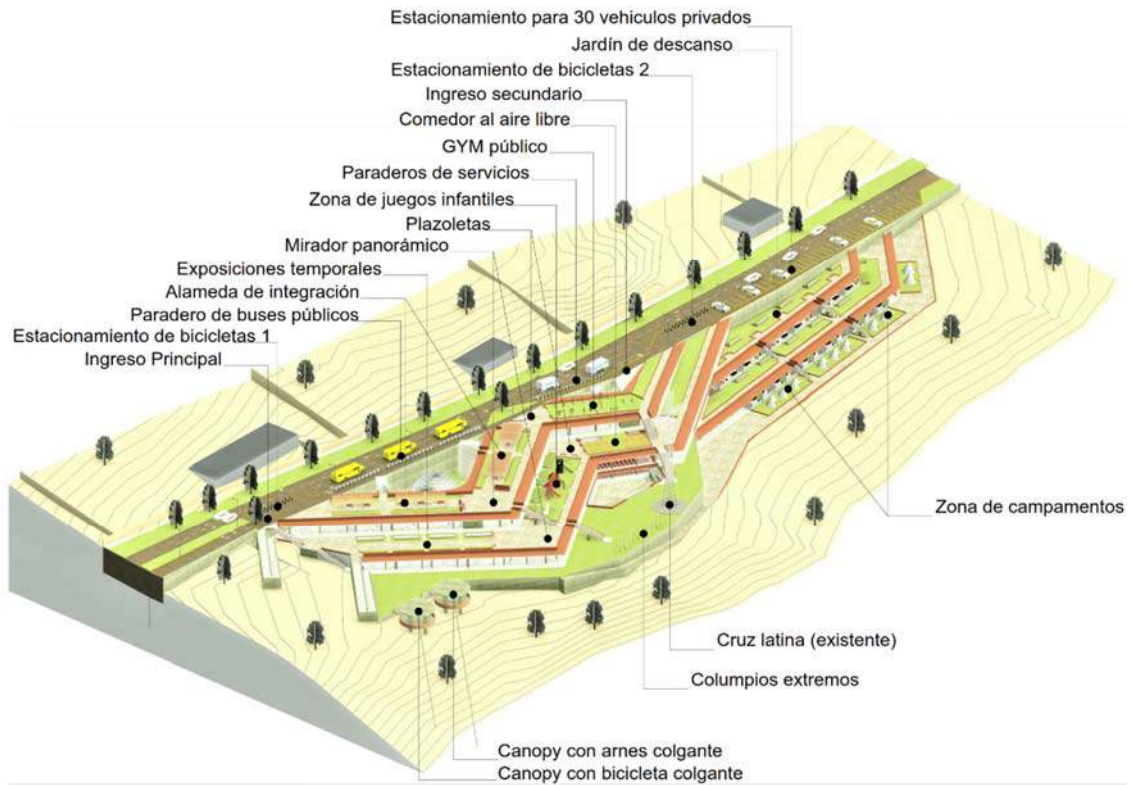 Estacionamiento para 30 vehiculos privados
Jardín de descanso
Estacionamiento de bicicletas 2
Ingreso secundario
Comedor al aire libre
GYM público
Paraderos de servicios
Zona de juegos infantiles
Plazoletas
Mirador panorámico
Exposiciones temporales
Alameda de integración
Paradero de buses públicos
Estacionamiento de bicicletas 1
Ingreso Principal
Zona de campamentos
Cruz latina (existente)
Columpios extremos
Canopy con arnes colgante
Canopy con bicicleta colgante